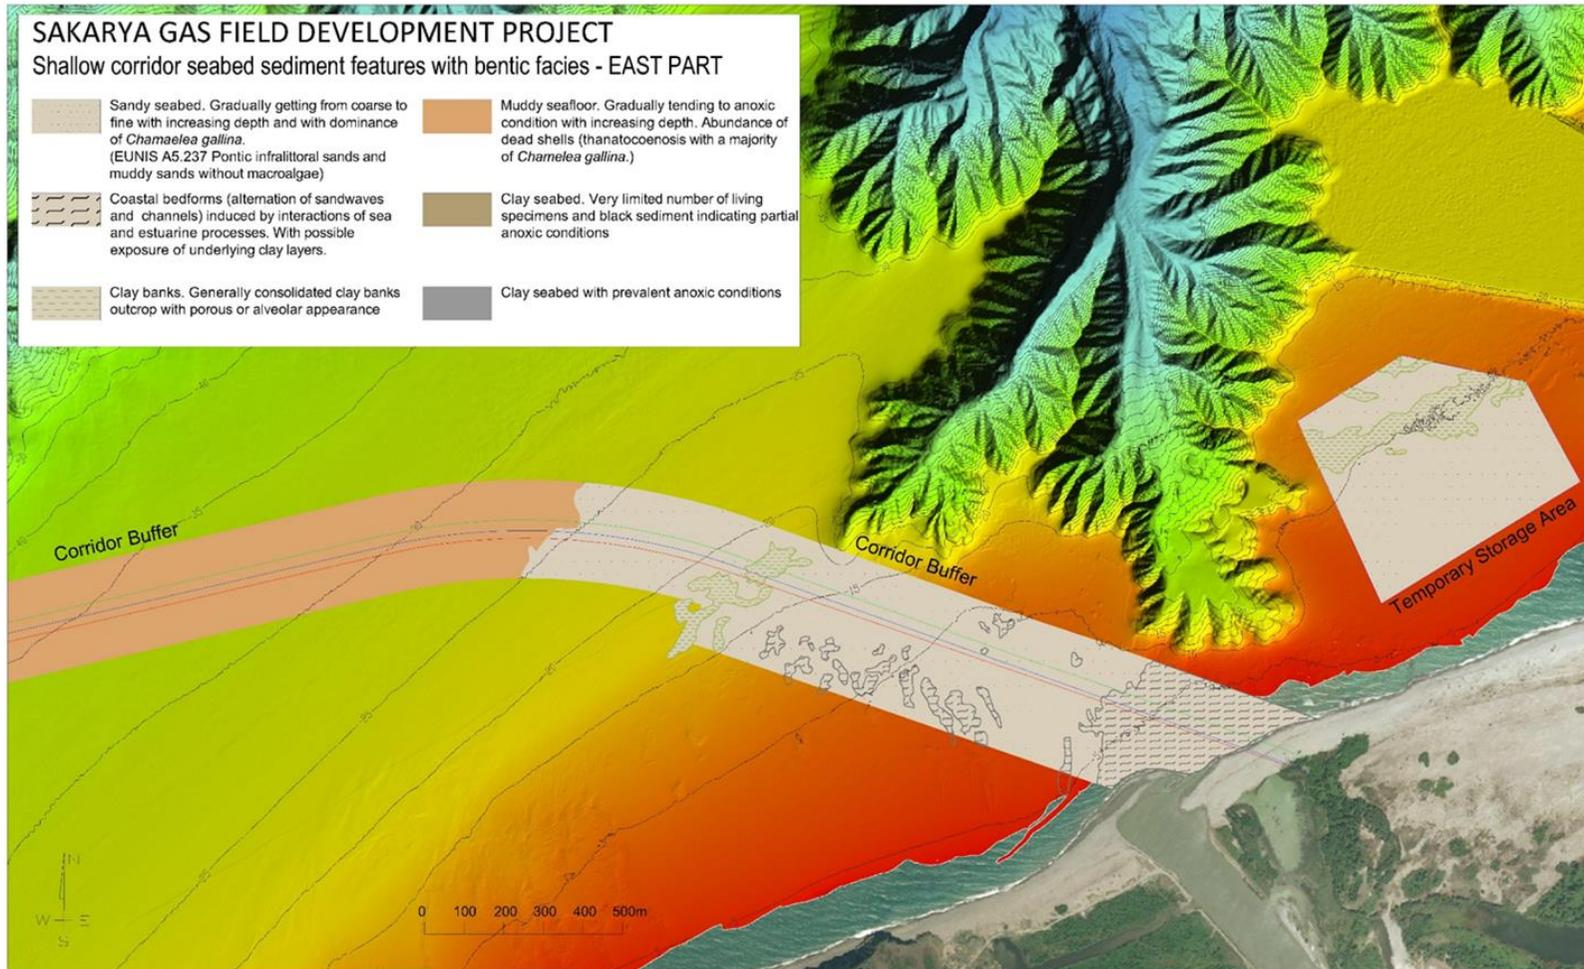 SAKARYA GAS FIELD DEVELOPMENT PROJECT
Shallow corridor seabed sediment features with bentic facies - EAST PART
Sandy seabed. Gradually getting from coarse to
fine with increasing depth and with dominance
of Chamaelea gallina.
(EUNIS A5.237 Pontic infralittoral sands and
muddy sands without macroalgae)
Coastal bedforms (alternation of sandwaves
and channels) induced by interactions of sea
and estuarine processes. With possible
exposure of underlying clay layers.
Clay banks. Generally consolidated clay banks
outcrop with porous or alveolar appearance
Muddy seafloor. Gradually tending to anoxic
condition with increasing depth. Abundance of
dead shells (thanatocoenosis with a majority
of Chamelea gallina.)
Clay seabed. Very limited number of living
specimens and black sediment indicating partial
anoxic conditions
Clay seabed with prevalent anoxic conditions
Corridor Buffer
Corridor Buffer
Temporary Storage Area
15
N
W E
S
0 100 200 300 400 500m